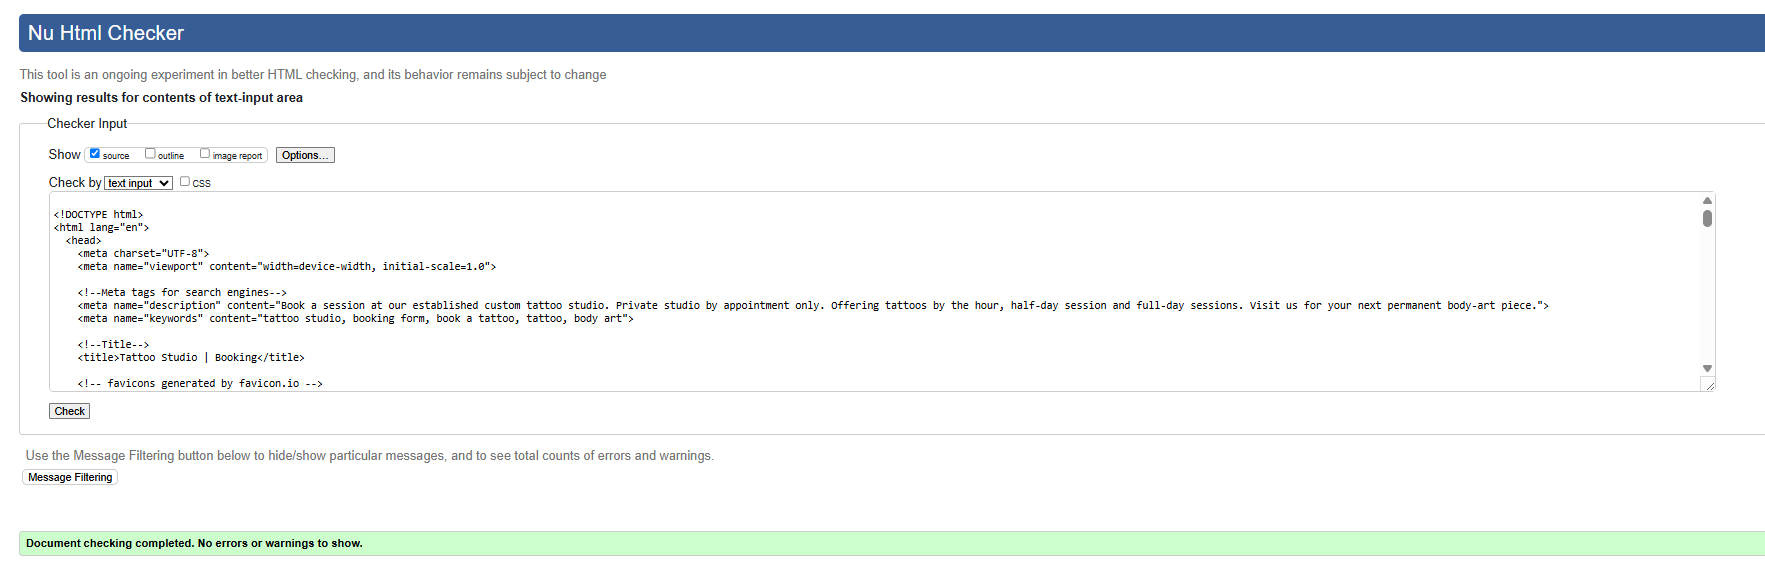 Nu Html Checker
This tool is an ongoing experiment in better HTML checking, and its behavior remains subject to change
Showing results for contents of text-input area
Checker Input
Show source outline image report Options...
Check by text input CSS
<!DOCTYPE html>
<html lang="en">
<head>
<meta charset="UTF-8">
<meta name="viewport" content="width=device-width, initial-scale=1.0">
<!--Meta tags for search engines-->
<meta name="description" content="Book a session at our established custom tattoo studio. Private studio by appointment only. Offering tattoos by the hour, half-day session and full-day sessions. Visit us for your next permanent body-art piece.">
<meta name="keywords" content="tattoo studio, booking form, book a tattoo, tattoo, body art">
<!--Title-->
<title>Tattoo Studio | Booking</title>
<!-- favicons generated by favicon.io -->
Check
Use the Message Filtering button below to hide/show particular messages, and to see total counts of errors and warnings.
Message Filtering
Document checking completed. No errors or warnings to show.